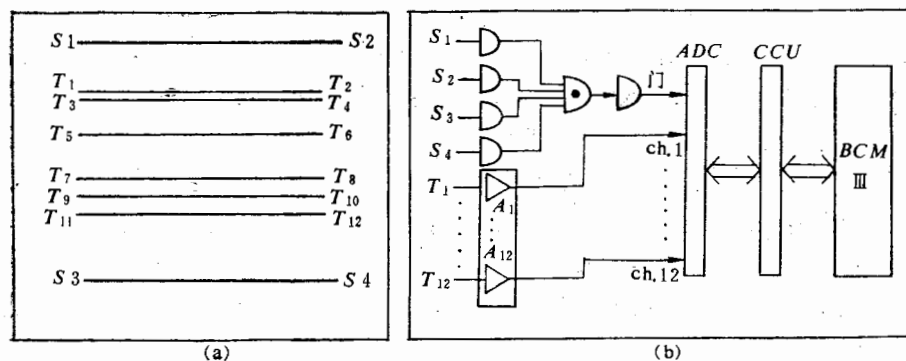 S1 S2
T1 T2
T3 T4
T5 T6
T7 T8
T9 T10
T11 T12
S3 S4
(a)
S1
S2
S3
S4
门
ADC
CCU
BCM
Ⅲ
ch,1
T1
A1
A12
T12
ch,12
(b)